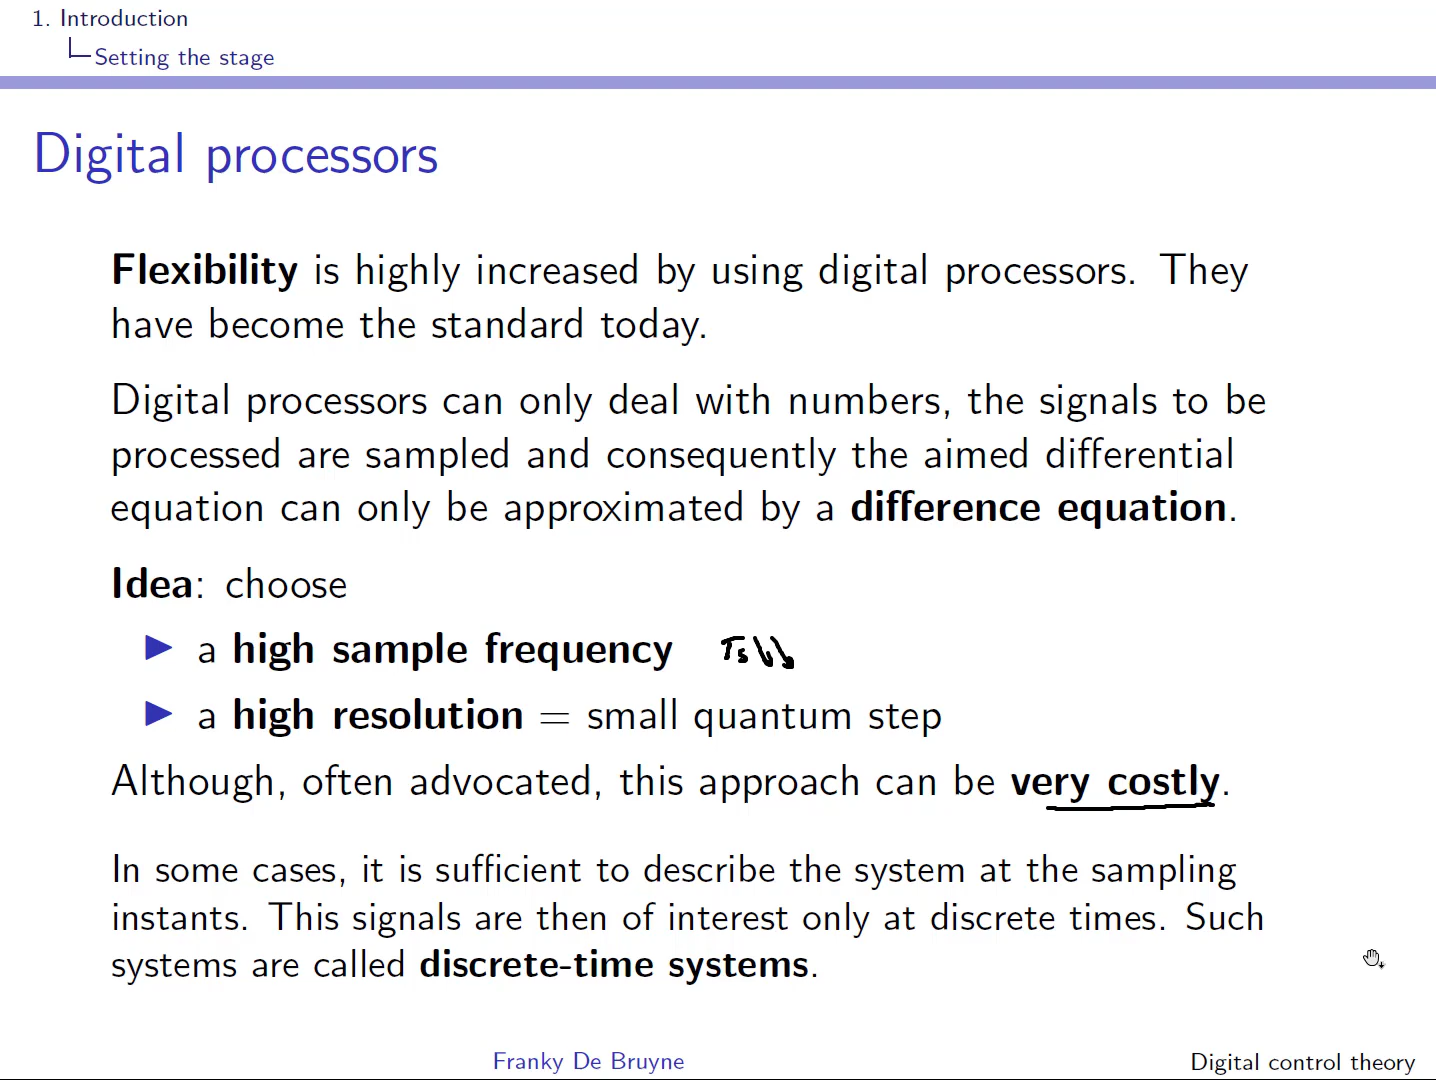 1. Introduction
Setting the stage
Digital processors
Flexibility is highly increased by using digital processors. They
have become the standard today.
Digital processors can only deal with numbers, the signals to be
processed are sampled and consequently the aimed differential
equation can only be approximated by a difference equation.
Idea: choose
▶ a high sample frequency Ts↓↓
▶ a high resolution = small quantum step
Although, often advocated, this approach can be very costly.
In some cases, it is sufficient to describe the system at the sampling
instants. This signals are then of interest only at discrete times. Such
systems are called discrete-time systems.
Franky De Bruyne
Digital control theory